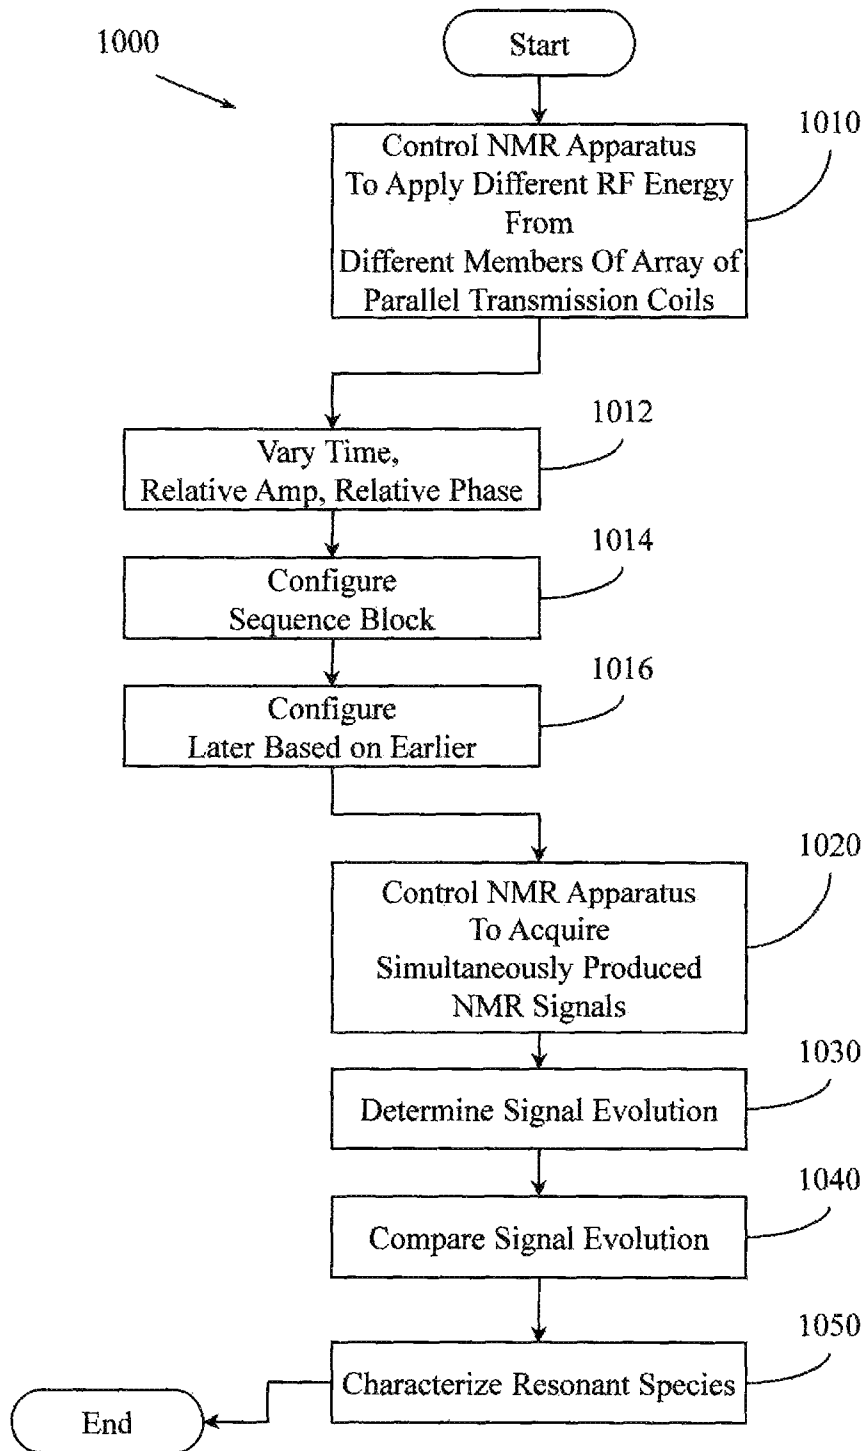 1000
Start
1010
Control NMR Apparatus
To Apply Different RF Energy
From
Different Members Of Array of
Parallel Transmission Coils
1012
Vary Time,
Relative Amp, Relative Phase
1014
Configure
Sequence Block
1016
Configure
Later Based on Earlier
1020
Control NMR Apparatus
To Acquire
Simultaneously Produced
NMR Signals
1030
Determine Signal Evolution
1040
Compare Signal Evolution
1050
Characterize Resonant Species
End